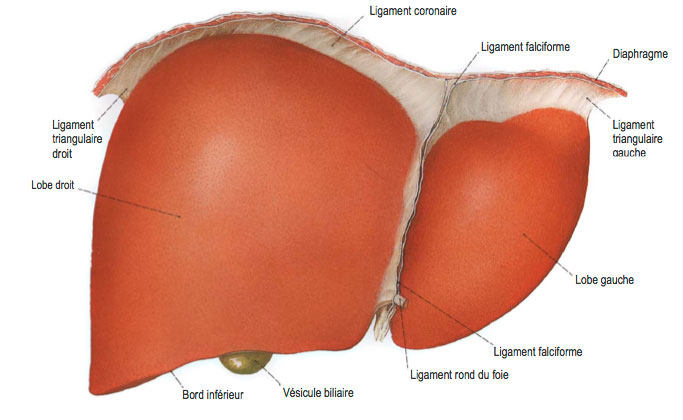 Ligament coronaire
Ligament falciforme
Diaphragme
Ligament
triangulaire
droit
Ligament
triangulaire
gauche
Lobe droit
Lobe gauche
Ligament falciforme
Ligament rond du foie
Bord inférieur
Vésicule biliaire